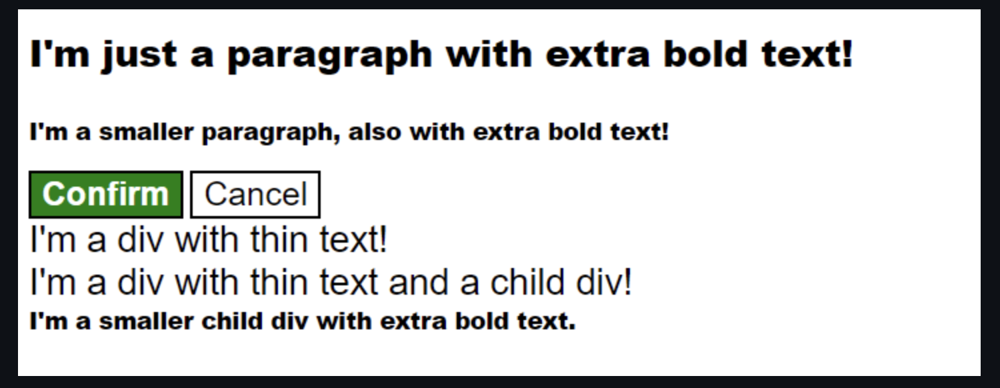 I'm just a paragraph with extra bold text!
I'm a smaller paragraph, also with extra bold text!
Confirm Cancel
I'm a div with thin text!
I'm a div with thin text and a child div!
I'm a smaller child div with extra bold text.